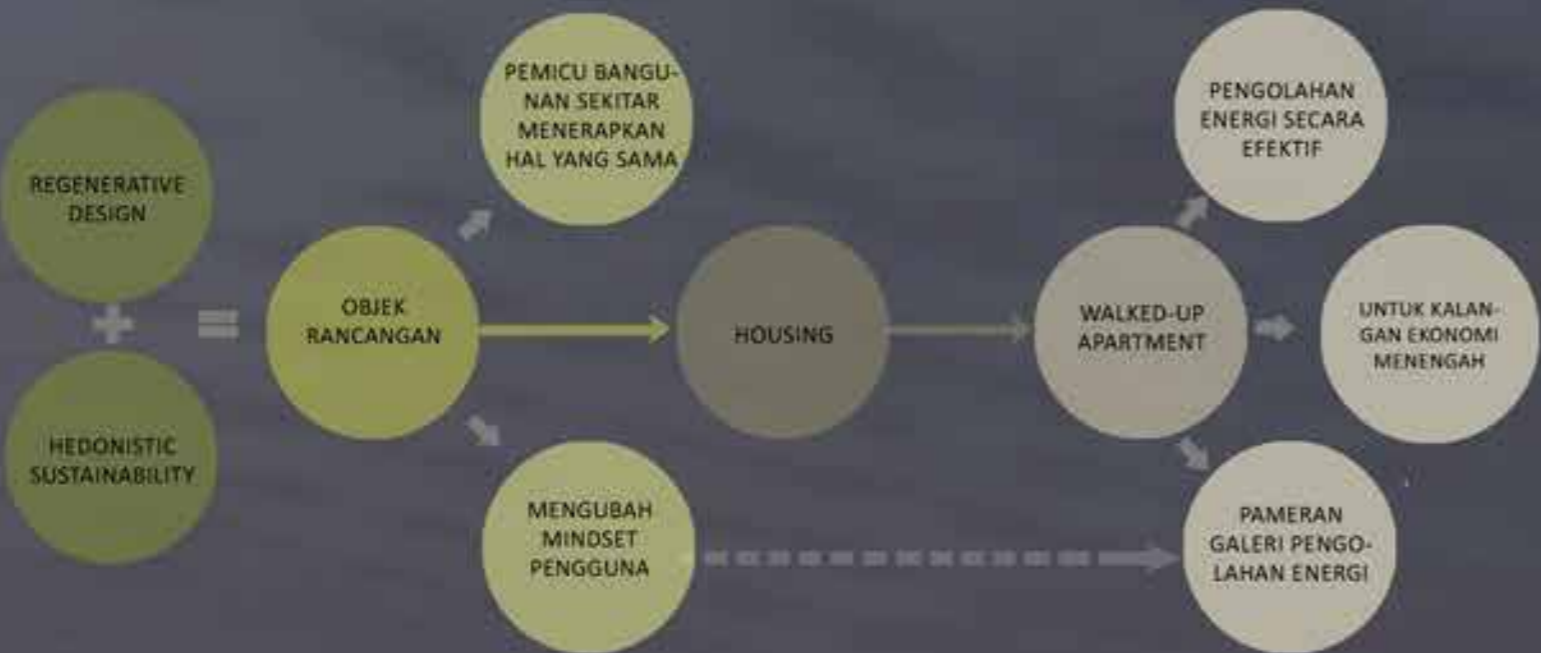 REGENERATIVE
DESIGN
+
HEDONISTIC
SUSTAINABILITY
=
OBJEK
RANCANGAN
PEMICU BANGU-
NAN SEKITAR
MENERAPKAN
HAL YANG SAMA
MENGUBAH
MINDSET
PENGGUNA
HOUSING
WALKED-UP
APARTMENT
PENGOLAHAN
ENERGI SECARA
EFEKTIF
UNTUK KALAN-
GAN EKONOMI
MENENGAH
PAMERAN
GALERI PENGO-
LAHAN ENERGI